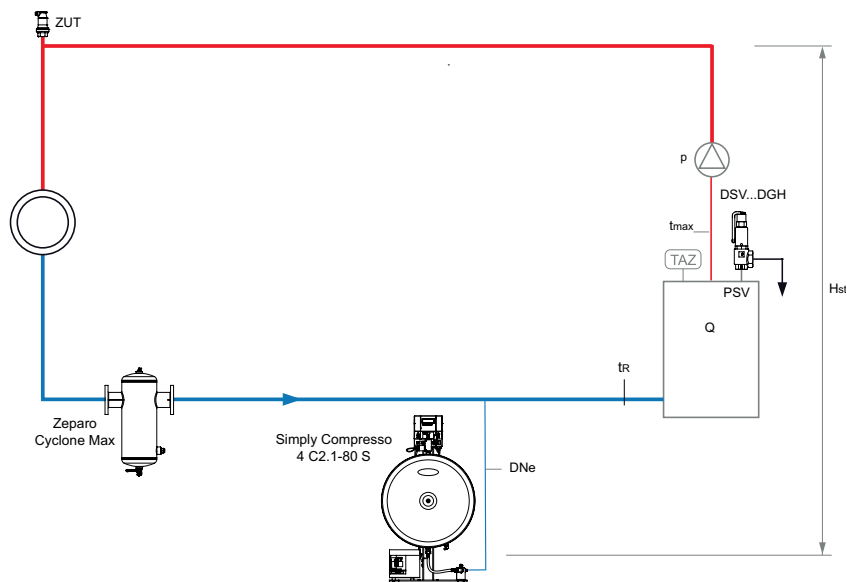 ZUT
p
DSV...DGH
tmax
TAZ
PSV
Hst
Q
tR
Zeparo
Cyclone Max
Simply Compresso
4 C2.1-80 S
DNe